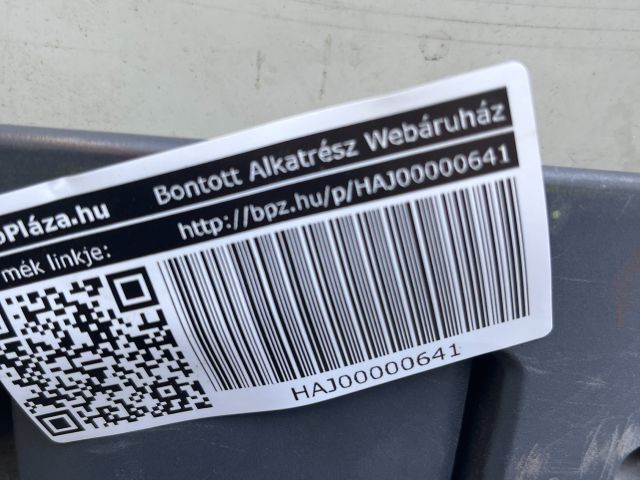 Pláza.hu Bontott Alkatrész Webáruház
mék linkje: http://bpz.hu/p/HAJ00000641
HAJ00000641